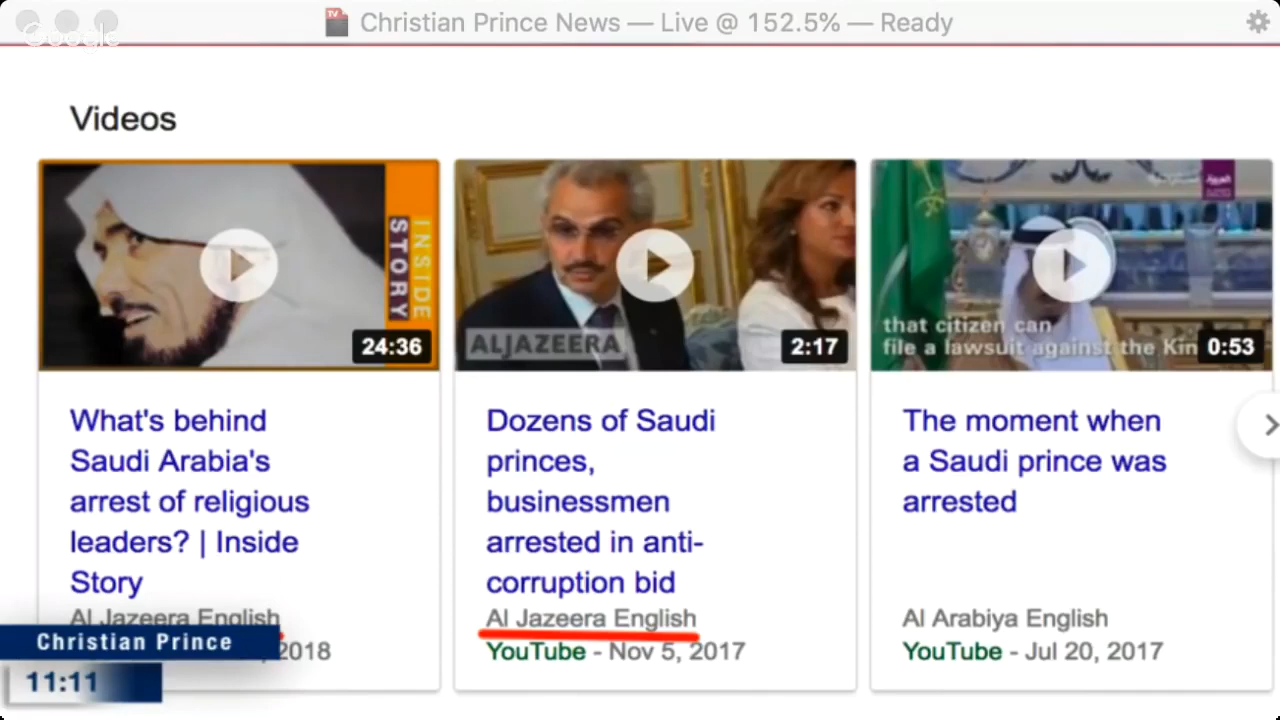 Christian Prince News — Live @ 152.5% — Ready
Google
Videos
INSIDE
STORY
24:36
ALJAZEERA
2:17
العربية
that citizen can
file a lawsuit against the Kin
0:53
What's behind
Saudi Arabia's
arrest of religious
leaders? | Inside
Story
Al Jazeera English
2018
Dozens of Saudi
princes,
businessmen
arrested in anti-
corruption bid
Al Jazeera English
YouTube - Nov 5, 2017
The moment when
a Saudi prince was
arrested
Al Arabiya English
YouTube - Jul 20, 2017
Christian Prince
11:11